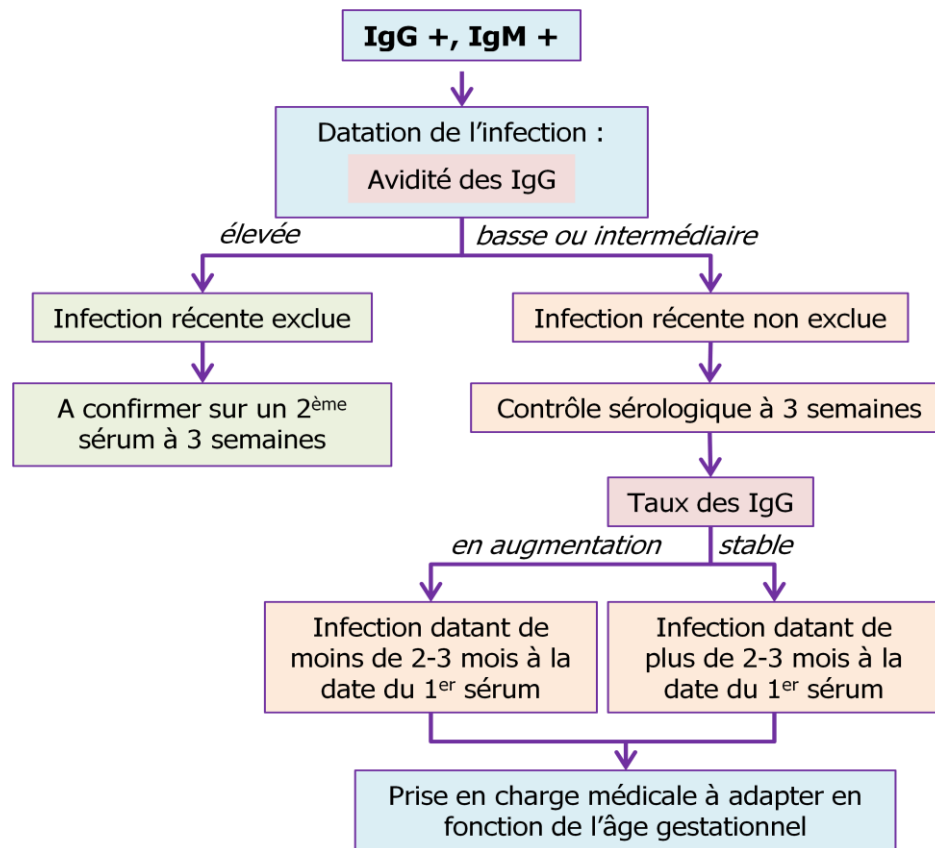 IgG +, IgM +
Datation de l’infection :
Avidité des IgG
élevée
basse ou intermédiaire
Infection récente exclue
Infection récente non exclue
A confirmer sur un 2ème
sérum à 3 semaines
Contrôle sérologique à 3 semaines
Taux des IgG
en augmentation
stable
Infection datant de
moins de 2-3 mois à la
date du 1er sérum
Infection datant de
plus de 2-3 mois à la
date du 1er sérum
Prise en charge médicale à adapter en
fonction de l’âge gestationnel